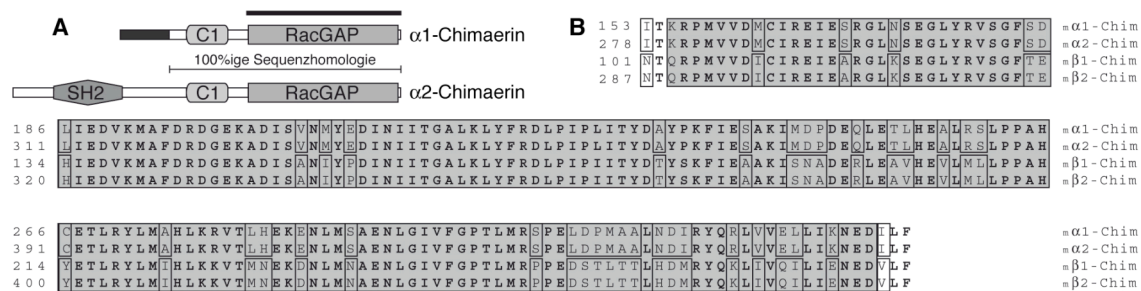 A
C1 RacGAP α1-Chimaerin
100%ige Sequenzhomologie
SH2 C1 RacGAP α2-Chimaerin
B
153 ITKRPMVVDMCIREIESRGLNSEGLYRVSGFSD mα1-Chim
278 ITKRPMVVDMCIREIESRGLNSEGLYRVSGFSD mα2-Chim
101 NTQRPMVVDICIREIEARGLKSEGLYRVSGFTE mβ1-Chim
287 NTQRPMVVDICIREIEARGLKSEGLYRVSGFTE mβ2-Chim
186 LIEDVKMAFDRDGEKADISVNMYEDINIITGALKLYFRDLPIPLITYDAYPKFIESAKIMDPDEQLETLHEALRSLPPAH mα1-Chim
311 LIEDVKMAFDRDGEKADISVNMYEDINIITGALKLYFRDLPIPLITYDAYPKFIESAKIMDPDEQLETLHEALRSLPPAH mα2-Chim
134 HIEDVKMAFDRDGEKADISANIYPDINIITGALKLYFRDLPIPIITYDTYSKFIEAAKISNADERLEAVHEVLMLLPPAH mβ1-Chim
320 HIEDVKMAFDRDGEKADISANIYPDINIITGALKLYFRDLPIPIITYDTYSKFIEAAKISNADERLEAVHEVLMLLPPAH mβ2-Chim
266 CETLRYLMAHLKRVTLHEKENLMSAENLGIVFGPTLMRSPELDPMAALNDIRYQRLVVELLIKNEDILF mα1-Chim
391 CETLRYLMAHLKRVTLHEKENLMSAENLGIVFGPTLMRSPELDPMAALNDIRYQRLVVELLIKNEDILF mα2-Chim
214 YETLRYLMIHLKKVTMNEKDNLMNAENLGIVFGPTLMRPPEDSTLTTLHDMRYQKLIVQILIENEDVLF mβ1-Chim
400 YETLRYLMIHLKKVTMNEKDNLMNAENLGIVFGPTLMRPPEDSTLTTLHDMRYQKLIVQILIENEDVLF mβ2-Chim